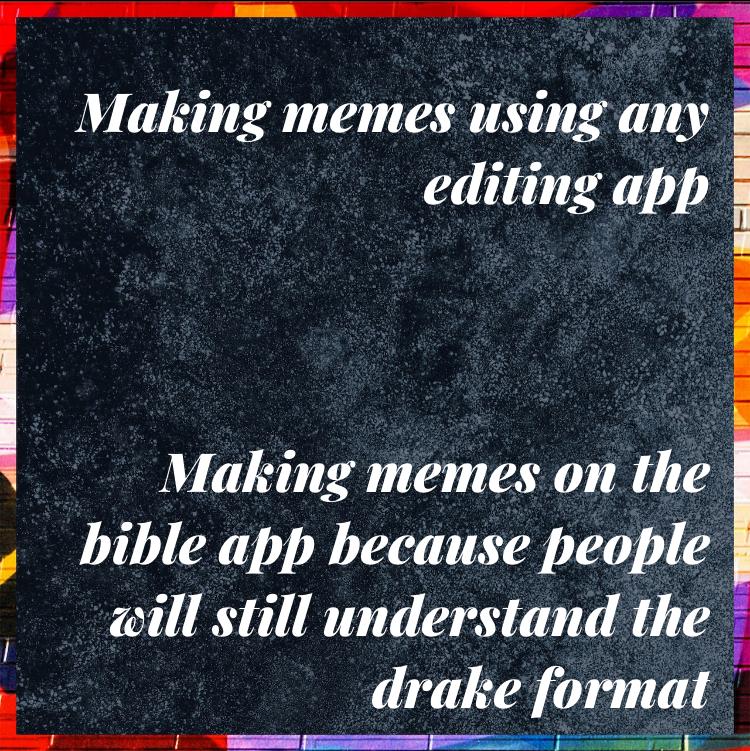 Making memes using any
editing app
Making memes on the
bible app because people
will still understand the
drake format